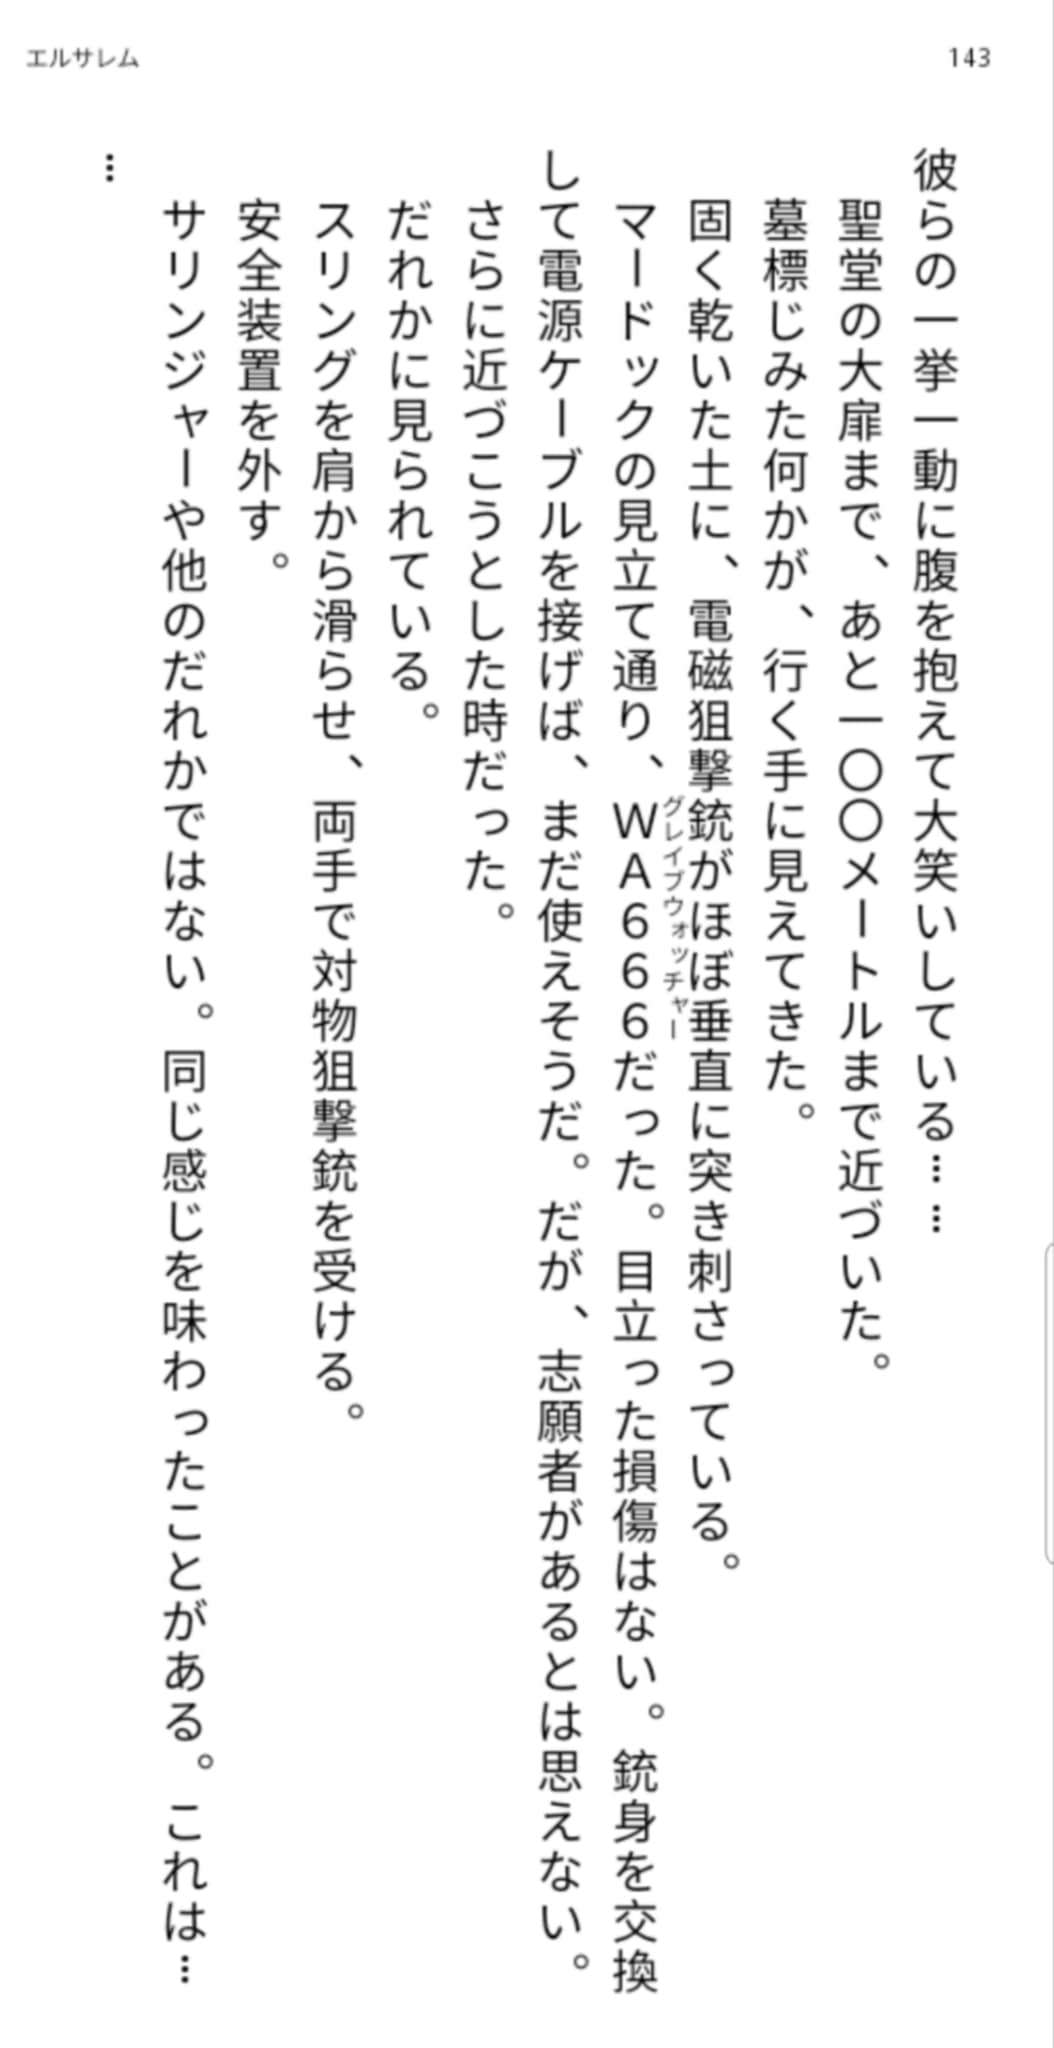 エルサレム
143
彼らの一挙一動に腹を抱えて大笑いしている……
聖堂の大扉まで、あと一〇〇メートルまで近づいた。
墓標じみた何かが、行く手に見えてきた。
固く乾いた土に、電磁狙撃銃がほぼ垂直に突き刺さっている。
グレイブウォッチャー
マードックの見立て通り、ＷＡ６６６だった。目立った損傷はない。銃身を交換
して電源ケーブルを接げば、まだ使えそうだ。だが、志願者があるとは思えない。
さらに近づこうとした時だった。
だれかに見られている。
スリングを肩から滑らせ、両手で対物狙撃銃を受ける。
安全装置を外す。
サリンジャーや他のだれかではない。同じ感じを味わったことがある。これは…
…